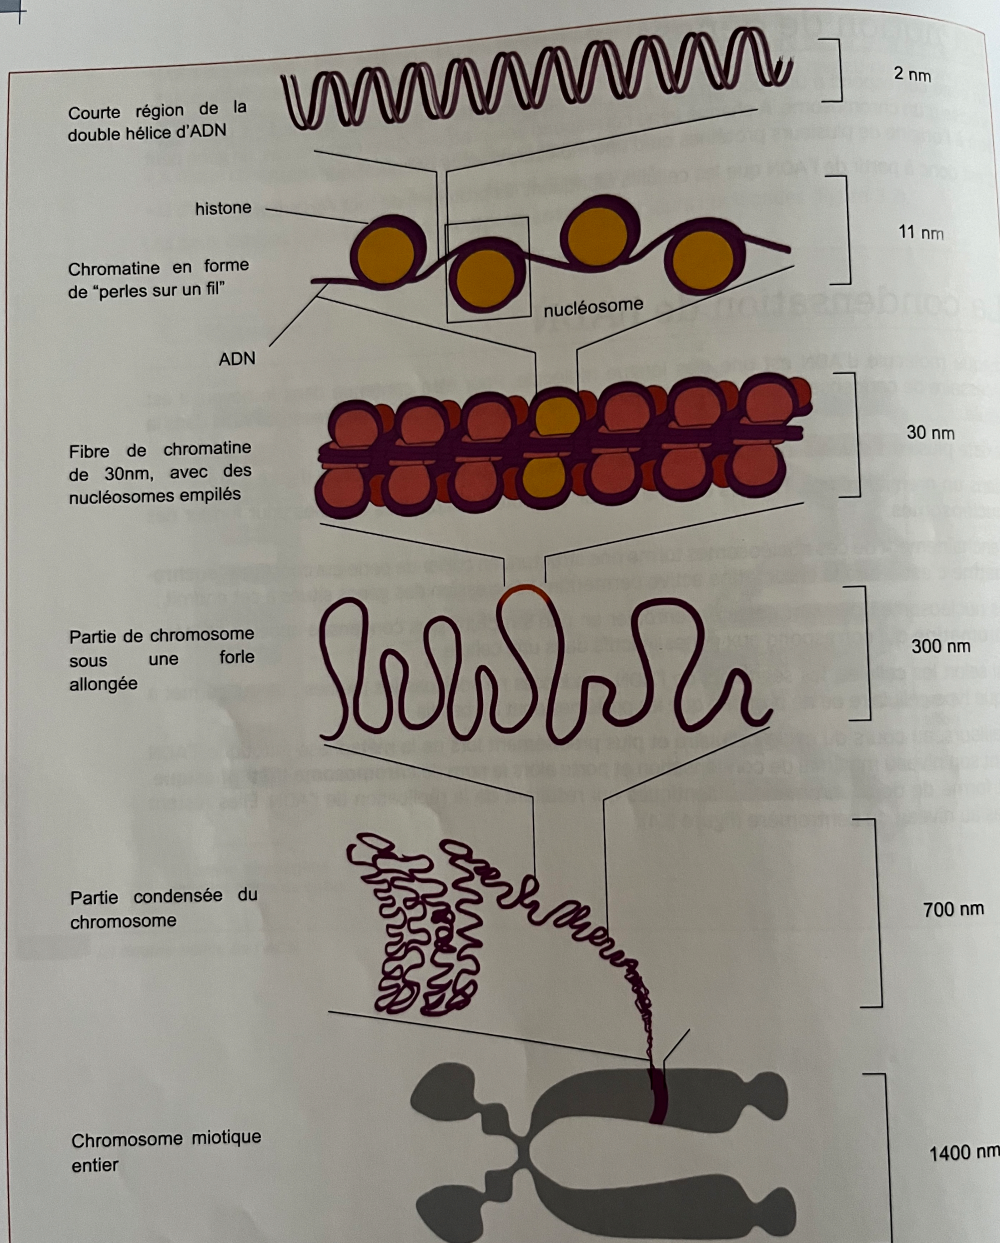 Courte région de la
double hélice d'ADN
2 nm
histone
11 nm
Chromatine en forme
de "perles sur un fil"
nucléosome
ADN
Fibre de chromatine
de 30nm, avec des
nucléosomes empilés
30 nm
Partie de chromosome
sous une forle
allongée
300 nm
Partie condensée du
chromosome
700 nm
Chromosome miotique
entier
1400 nm